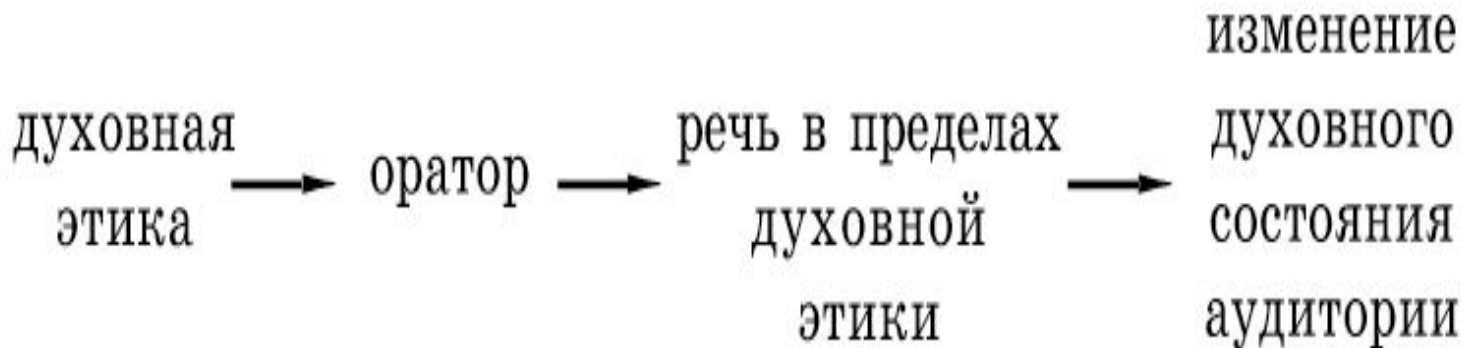 духовная
этика
оратор
речь в пределах
духовной
этики
изменение
духовного
состояния
аудитории